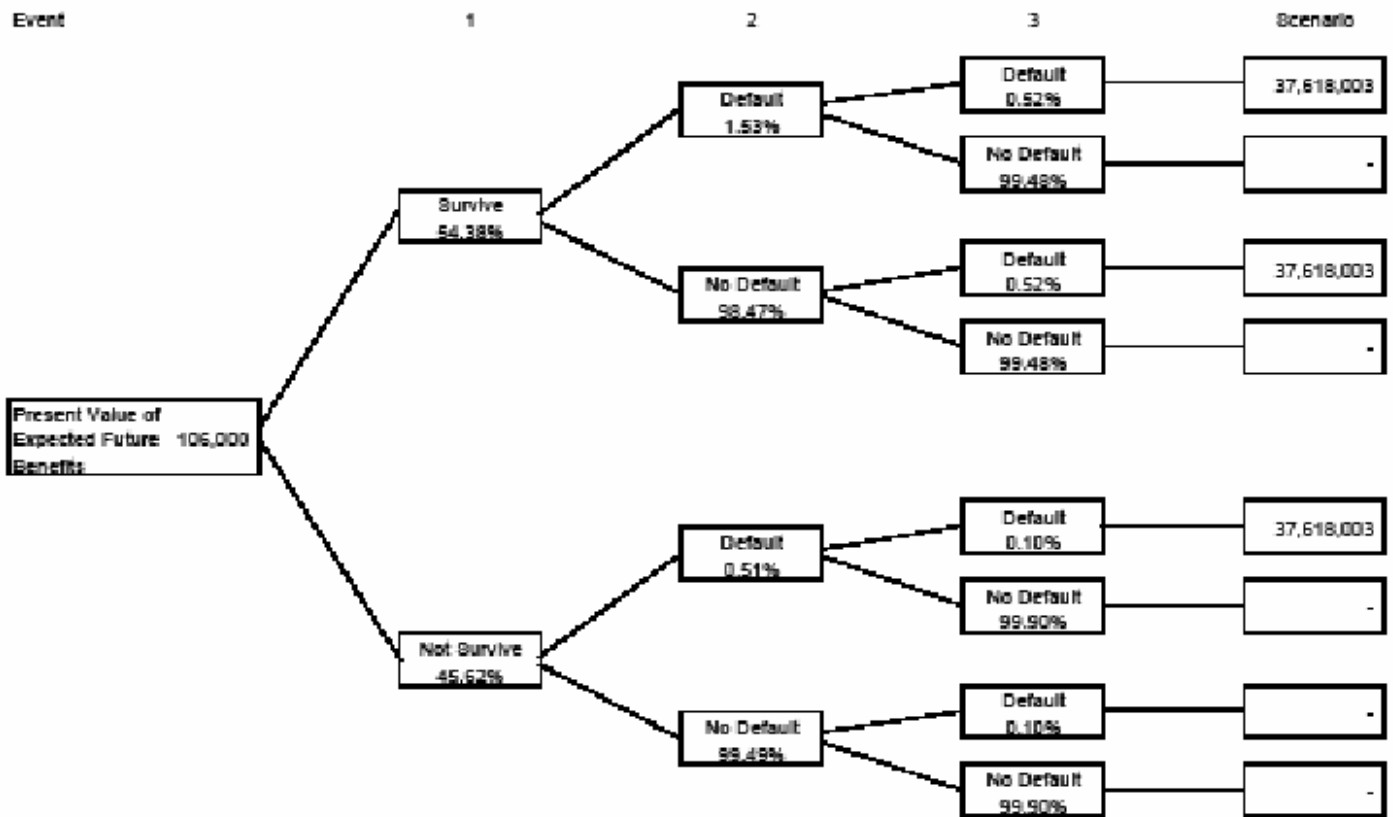 Event 1 2 3 Scenario
Default
0.52%
37,618,003
Default
1.53%
No Default
99.48%
-
Survive
54.38%
Default
0.52%
37,618,003
No Default
98.47%
No Default
99.48%
-
Present Value of
Expected Future 106,000
Benefits
Default
0.10%
37,618,003
Default
0.51%
No Default
99.90%
-
Not Survive
45.62%
Default
0.10%
-
No Default
99.49%
No Default
99.90%
-